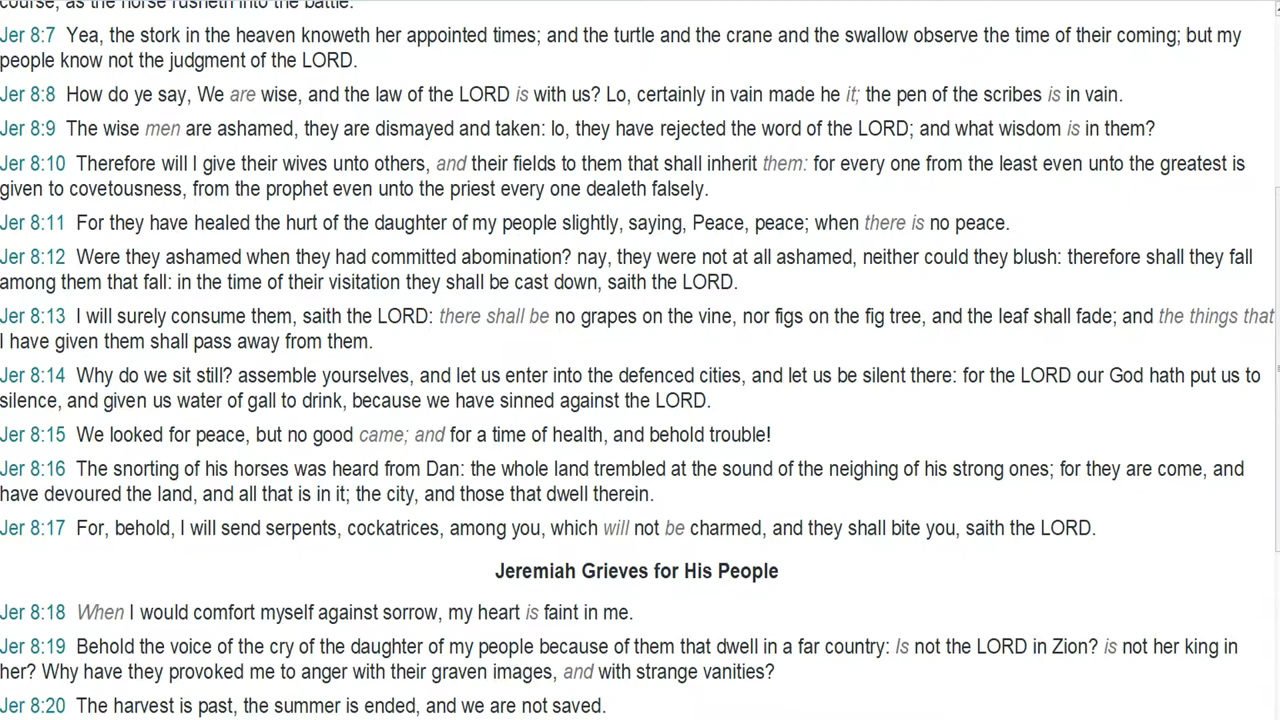 course, as the horse rusheth into the battle.
Jer 8:7 Yea, the stork in the heaven knoweth her appointed times; and the turtle and the crane and the swallow observe the time of their coming; but my
people know not the judgment of the LORD.
Jer 8:8 How do ye say, We are wise, and the law of the LORD is with us? Lo, certainly in vain made he it; the pen of the scribes is in vain.
Jer 8:9 The wise men are ashamed, they are dismayed and taken: lo, they have rejected the word of the LORD; and what wisdom is in them?
Jer 8:10 Therefore will I give their wives unto others, and their fields to them that shall inherit them: for every one from the least even unto the greatest is
given to covetousness, from the prophet even unto the priest every one dealeth falsely.
Jer 8:11 For they have healed the hurt of the daughter of my people slightly, saying, Peace, peace; when there is no peace.
Jer 8:12 Were they ashamed when they had committed abomination? nay, they were not at all ashamed, neither could they blush: therefore shall they fall
among them that fall: in the time of their visitation they shall be cast down, saith the LORD.
Jer 8:13 I will surely consume them, saith the LORD: there shall be no grapes on the vine, nor figs on the fig tree, and the leaf shall fade; and the things that
I have given them shall pass away from them.
Jer 8:14 Why do we sit still? assemble yourselves, and let us enter into the defenced cities, and let us be silent there: for the LORD our God hath put us to
silence, and given us water of gall to drink, because we have sinned against the LORD.
Jer 8:15 We looked for peace, but no good came; and for a time of health, and behold trouble!
Jer 8:16 The snorting of his horses was heard from Dan: the whole land trembled at the sound of the neighing of his strong ones; for they are come, and
have devoured the land, and all that is in it; the city, and those that dwell therein.
Jer 8:17 For, behold, I will send serpents, cockatrices, among you, which will not be charmed, and they shall bite you, saith the LORD.
Jeremiah Grieves for His People
Jer 8:18 When I would comfort myself against sorrow, my heart is faint in me.
Jer 8:19 Behold the voice of the cry of the daughter of my people because of them that dwell in a far country: Is not the LORD in Zion? is not her king in
her? Why have they provoked me to anger with their graven images, and with strange vanities?
Jer 8:20 The harvest is past, the summer is ended, and we are not saved.